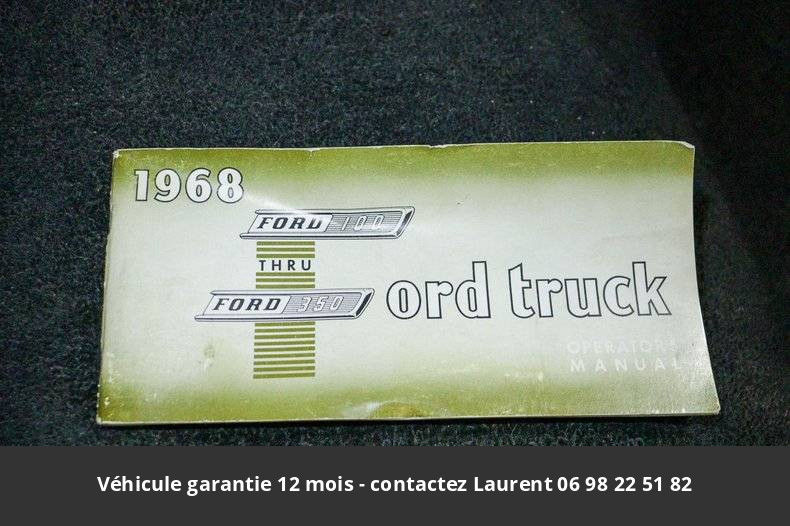 1968
FORD 100
THRU
FORD 350
ord truck
OPERATOR'S
MANUAL
Véhicule garantie 12 mois - contactez Laurent 06 98 22 51 82